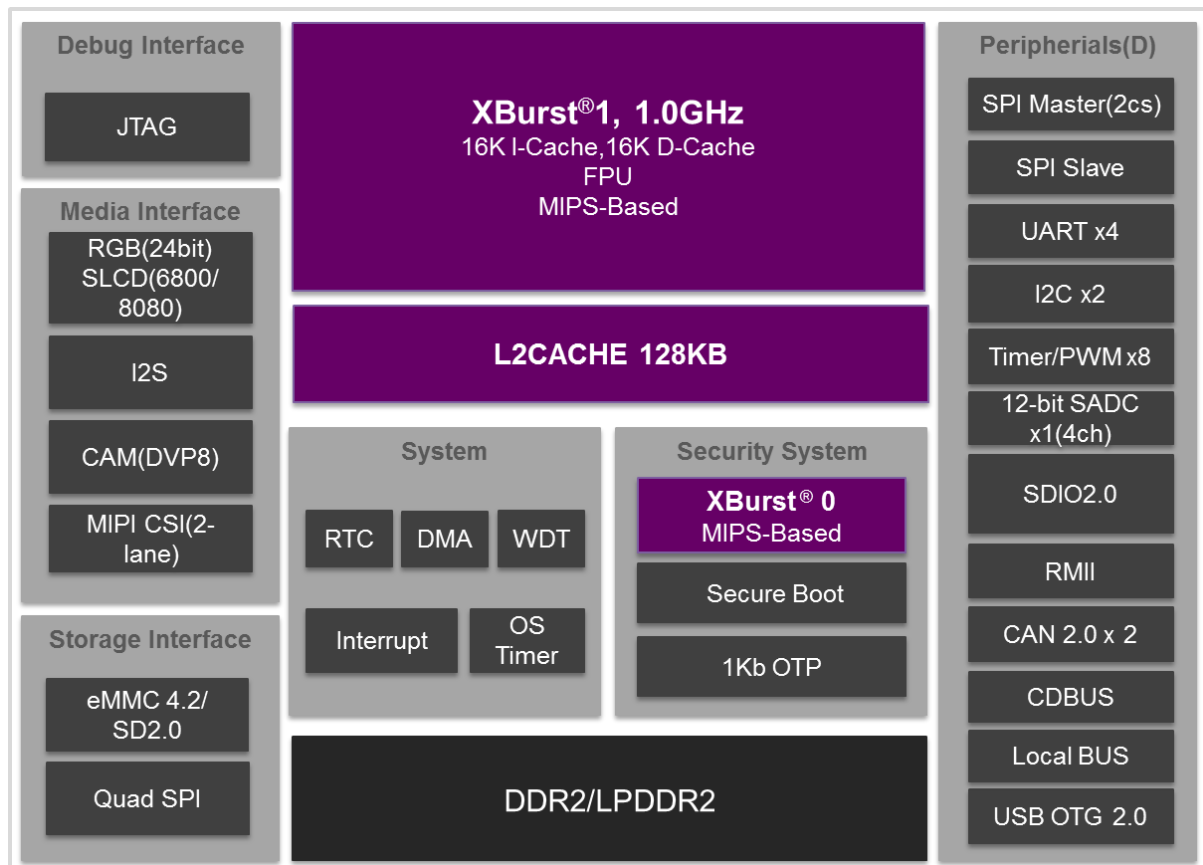 Debug Interface
JTAG
Media Interface
RGB(24bit)
SLCD(6800/
8080)
I2S
CAM(DVP8)
MIPI CSI(2-
lane)
Storage Interface
eMMC 4.2/
SD2.0
Quad SPI
XBurst®1, 1.0GHz
16K I-Cache,16K D-Cache
FPU
MIPS-Based
L2CACHE 128KB
System
RTC
DMA
WDT
Interrupt
OS
Timer
Security System
XBurst® 0
MIPS-Based
Secure Boot
1Kb OTP
DDR2/LPDDR2
Peripherials(D)
SPI Master(2cs)
SPI Slave
UART x4
I2C x2
Timer/PWM x8
12-bit SADC
x1(4ch)
SDIO2.0
RMII
CAN 2.0 x 2
CDBUS
Local BUS
USB OTG 2.0